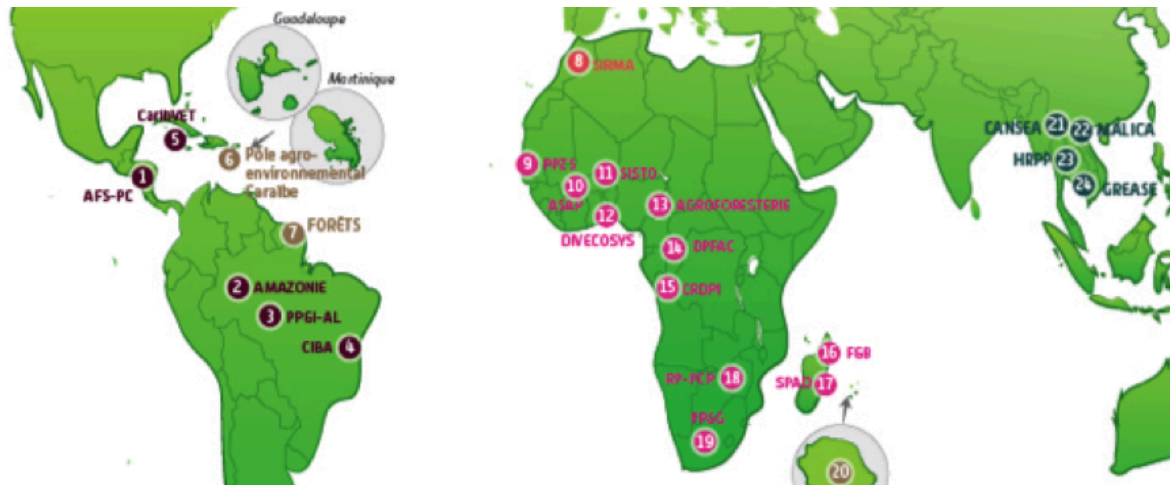 Guadeloupe
Martinique
CaribVET
5
6
Pôle agro-
environnemental
Caraïbe
1
AFS-PC
7
FORÊTS
2
AMAZONIE
3
PPGI-AL
CIBA
4
8
SIRMA
9
PPZS
10
ASAP
11
SISTO
12
DIVECOSYS
13
AGROFORESTERIE
14
DPFAC
15
CRDPI
16
F&B
SPAD
17
RP-PCP
18
PPSG
19
20
CANSEA
21
22
MALICA
HRPP
23
24
GREASE